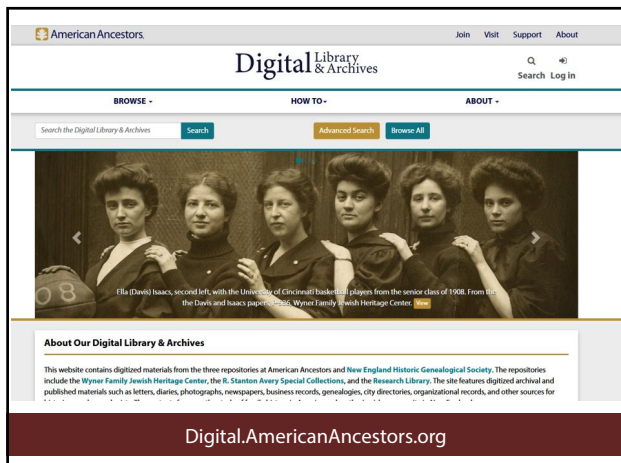 American Ancestors.
Join Visit Support About
Digital Library & Archives
Search Log in
BROWSE HOW TO ABOUT
Search the Digital Library & Archives Search Advanced Search Browse All
08
Ella (Davis) Isaacs, second left, with the University of Cincinnati basketball players from the senior class of 1908. From the
the Davis and Isaacs papers, Wyner Family Jewish Heritage Center. View
About Our Digital Library & Archives
This website contains digitized materials from the three repositories at American Ancestors and New England Historic Genealogical Society. The repositories
include the Wyner Family Jewish Heritage Center, the R. Stanton Avery Special Collections, and the Research Library. The site features digitized archival and
published materials such as letters, diaries, photographs, newspapers, business records, genealogies, city directories, organizational records, and other sources for
Digital.AmericanAncestors.org